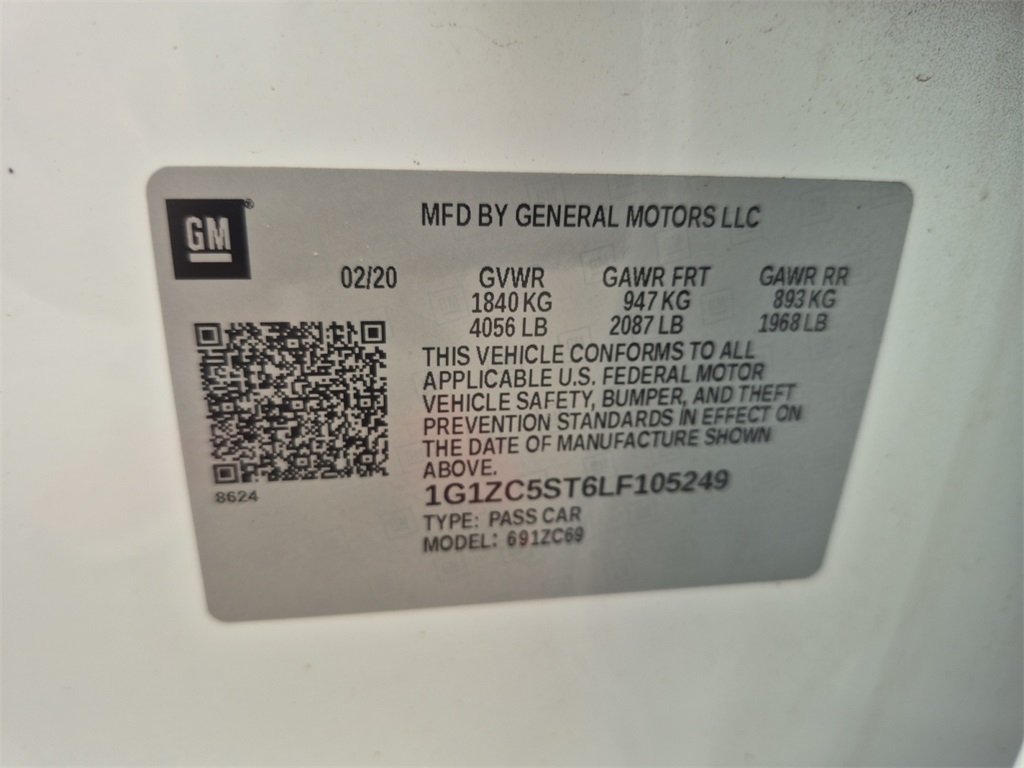 GM®
MFD BY GENERAL MOTORS LLC
02/20 GVWR GAWR FRT GAWR RR
1840 KG 947 KG 893 KG
4056 LB 2087 LB 1968 LB
THIS VEHICLE CONFORMS TO ALL
APPLICABLE U.S. FEDERAL MOTOR
VEHICLE SAFETY, BUMPER, AND THEFT
PREVENTION STANDARDS IN EFFECT ON
THE DATE OF MANUFACTURE SHOWN
ABOVE.
8624
1G1ZC5ST6LF105249
TYPE: PASS CAR
MODEL: 691ZC69